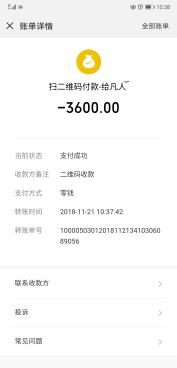 10:38
账单详情 全部账单
扫二维码付款-给凡人
-3600.00
当前状态 支付成功
收款方备注 二维码收款
支付方式 零钱
转账时间 2018-11-21 10:37:42
转账单号 10000503012018112134103060
89056
联系收款方
投诉
常见问题